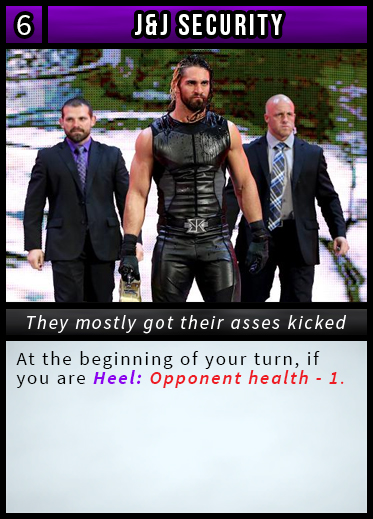 6
J&J SECURITY
They mostly got their asses kicked
At the beginning of your turn, if
you are Heel: Opponent health - 1.